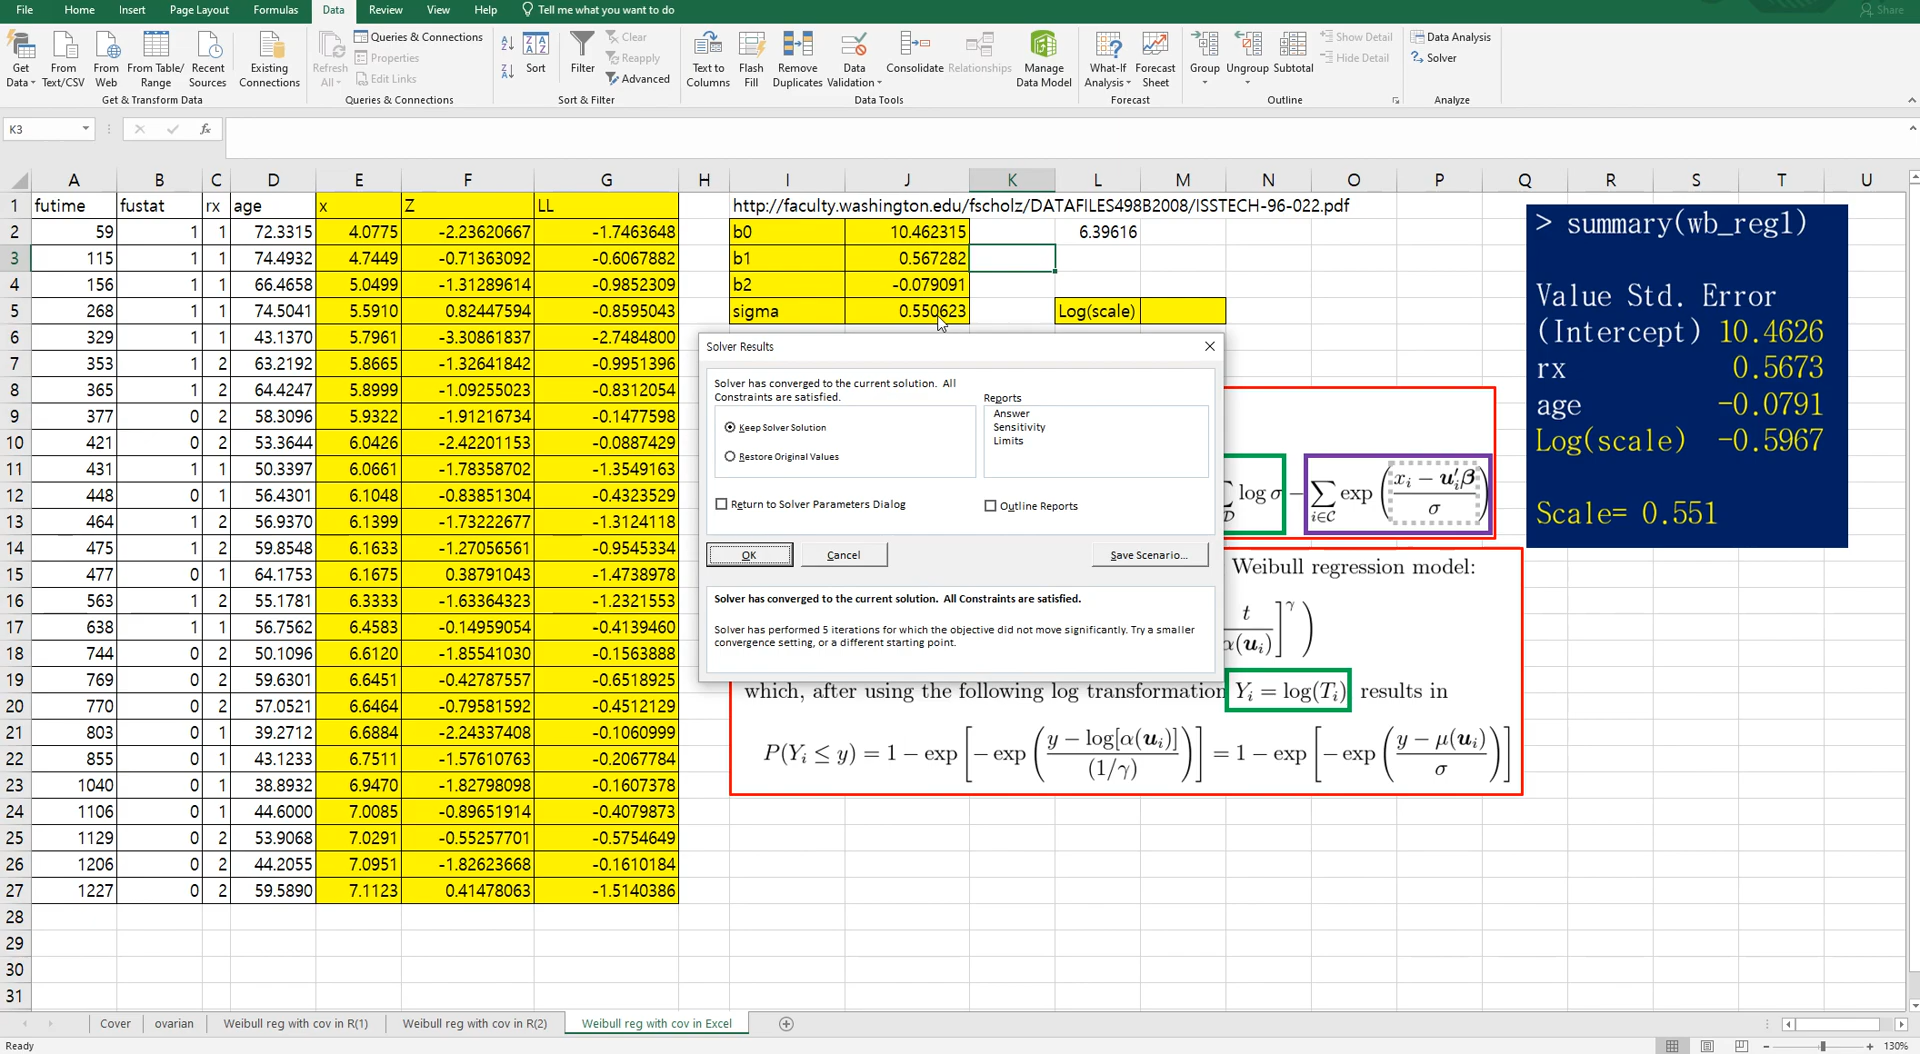 File Home Insert Page Layout Formulas Data Review View Help Tell me what you want to do Share
Get Data From Text/CSV From Web From Table/ Range Recent Sources Existing Connections Refresh All Queries & Connections Properties Edit Links Sort Filter Clear Reapply Advanced Text to Columns Flash Fill Remove Duplicates Data Validation Consolidate Relationships Manage Data Model What-If Analysis Forecast Sheet Group Ungroup Subtotal Show Detail Hide Detail Data Analysis Solver
Get & Transform Data Queries & Connections Sort & Filter Data Tools Forecast Outline Analyze
K3 fx
A B C D E F G H I J K L M N O P Q R S T U
1 futime fustat rx age x Z LL http://faculty.washington.edu/fscholz/DATAFILES498B2008/ISSTECH-96-022.pdf
2 59 1 1 72.3315 4.0775 -2.23620667 -1.7463648 b0 10.462315 6.39616
3 115 1 1 74.4932 4.7449 -0.71363092 -0.6067882 b1 0.567282
4 156 1 1 66.4658 5.0499 -1.31289614 -0.9852309 b2 -0.079091
5 268 1 1 74.5041 5.5910 0.82447594 -0.8595043 sigma 0.550623 Log(scale)
6 329 1 1 43.1370 5.7961 -3.30861837 -2.7484800
7 353 1 2 63.2192 5.8665 -1.32641842 -0.9951396
8 365 1 2 64.4247 5.8999 -1.09255023 -0.8312054
9 377 0 2 58.3096 5.9322 -1.91216734 -0.1477598
10 421 0 2 53.3644 6.0426 -2.42201153 -0.0887429
11 431 1 1 50.3397 6.0661 -1.78358702 -1.3549163
12 448 0 1 56.4301 6.1048 -0.83851304 -0.4323523
13 464 1 2 56.9370 6.1399 -1.73222677 -1.3124118
14 475 1 2 59.8548 6.1633 -1.27056561 -0.9545334
15 477 0 1 64.1753 6.1675 0.38791043 -1.4738978
16 563 1 2 55.1781 6.3333 -1.63364323 -1.2321553
17 638 1 1 56.7562 6.4583 -0.14959054 -0.4139460
18 744 0 2 50.1096 6.6120 -1.85541030 -0.1563888
19 769 0 2 59.6301 6.6451 -0.42787557 -0.6518925
20 770 0 2 57.0521 6.6464 -0.79581592 -0.4512129
21 803 0 1 39.2712 6.6884 -2.24337408 -0.1060999
22 855 0 1 43.1233 6.7511 -1.57610763 -0.2067784
23 1040 0 1 38.8932 6.9470 -1.82798098 -0.1607378
24 1106 0 1 44.6000 7.0085 -0.89651914 -0.4079873
25 1129 0 2 53.9068 7.0291 -0.55257701 -0.5754649
26 1206 0 2 44.2055 7.0951 -1.82623668 -0.1610184
27 1227 0 2 59.5890 7.1123 0.41478063 -1.5140386
28
29
30
31
Solver Results
Solver has converged to the current solution. All
Constraints are satisfied.
Keep Solver Solution
Restore Original Values
Reports
Answer
Sensitivity
Limits
Return to Solver Parameters Dialog Outline Reports
OK Cancel Save Scenario...
Solver has converged to the current solution. All Constraints are satisfied.
Solver has performed 5 iterations for which the objective did not move significantly. Try a smaller
convergence setting, or a different starting point.
D log σ − ∑ i∈C exp ( (x_i − u′_i β) / σ )
Weibull regression model:
t / α(u_i) ] ^γ )
which, after using the following log transformation Y_i = log(T_i) results in
P(Y_i ≤ y) = 1 − exp [ − exp ( (y − log[α(u_i)]) / (1/γ) ) ] = 1 − exp [ − exp ( (y − μ(u_i)) / σ ) ]
> summary(wb_reg1)
Value Std. Error
(Intercept) 10.4626
rx 0.5673
age -0.0791
Log(scale) -0.5967
Scale= 0.551
Cover ovarian Weibull reg with cov in R(1) Weibull reg with cov in R(2) Weibull reg with cov in Excel
Ready 130%